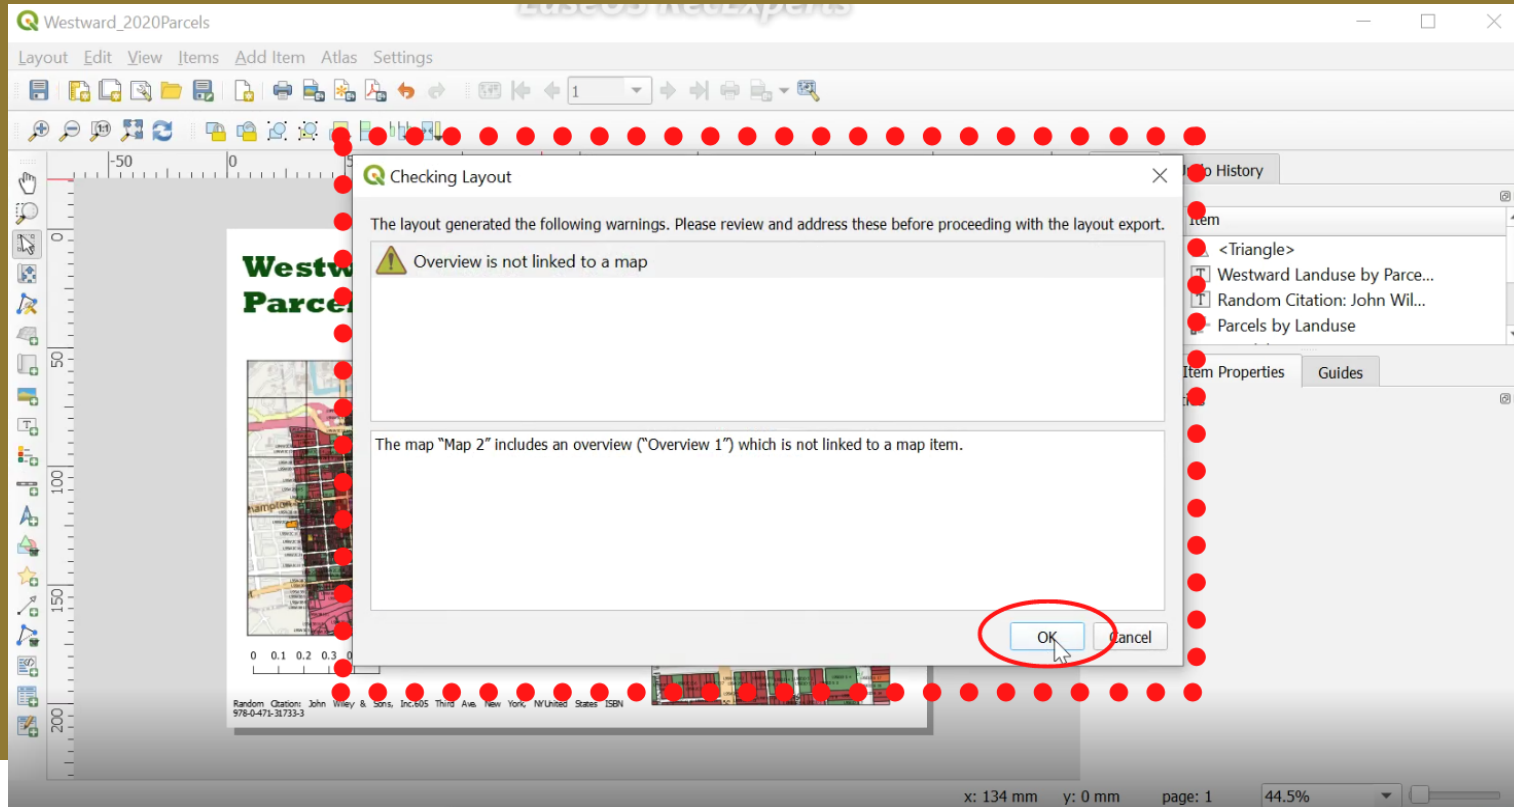 EaseUS RecExperts
Westward_2020Parcels
Layout Edit View Items Add Item Atlas Settings
1
-50 0
Checking Layout
History
The layout generated the following warnings. Please review and address these before proceeding with the layout export.
Item
Overview is not linked to a map
<Triangle>
Westward Landuse by Parce...
Random Citation: John Wil...
Parcels by Landuse
Westw
Parce
0
50
100
150
200
Item Properties Guides
The map “Map 2” includes an overview (“Overview 1”) which is not linked to a map item.
OK Cancel
0 0.1 0.2 0.3
Random Citation: John Wiley & Sons, Inc.605 Third Ave. New York, NYUnited States ISBN
978-0-471-31733-3
x: 134 mm y: 0 mm page: 1 44.5%